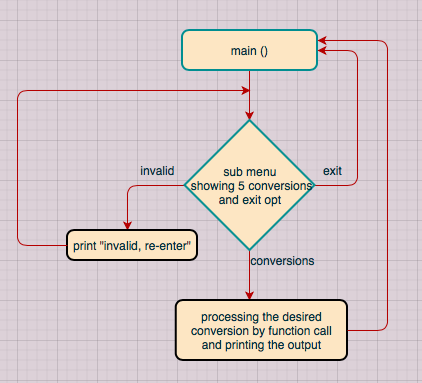 main ()
sub menu
showing 5 conversions
and exit opt
invalid
exit
print "invalid, re-enter"
conversions
processing the desired
conversion by function call
and printing the output